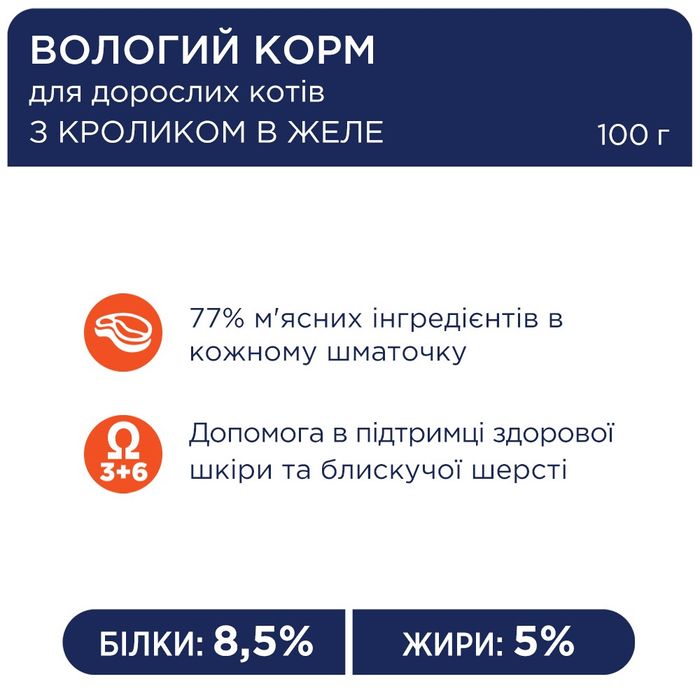 ВОЛОГИЙ КОРМ
для дорослих котів
З КРОЛИКОМ В ЖЕЛЕ
100 г
77% м'ясних інгредієнтів в
кожному шматочку
Ω
3+6
Допомога в підтримці здорової
шкіри та блискучої шерсті
БІЛКИ: 8,5%
ЖИРИ: 5%